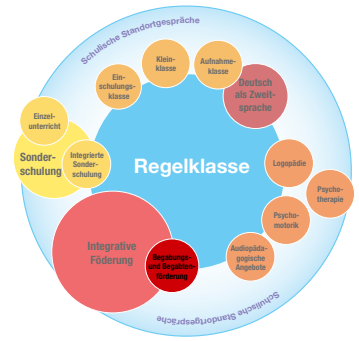 Schulische Standortgespräche
Klein-
klasse
Aufnahme-
klasse
Ein-
schulungs-
klasse
Deutsch
als Zweit-
sprache
Einzel-
unterricht
Sonder-
schulung
Integrierte
Sonder-
schulung
Regelklasse
Logopädie
Psycho-
therapie
Psycho-
motorik
Integrative
Föderung
Begabungs-
und Begabten-
förderung
Audiopäda-
gogische
Angebote
Schulische Standortgespräche